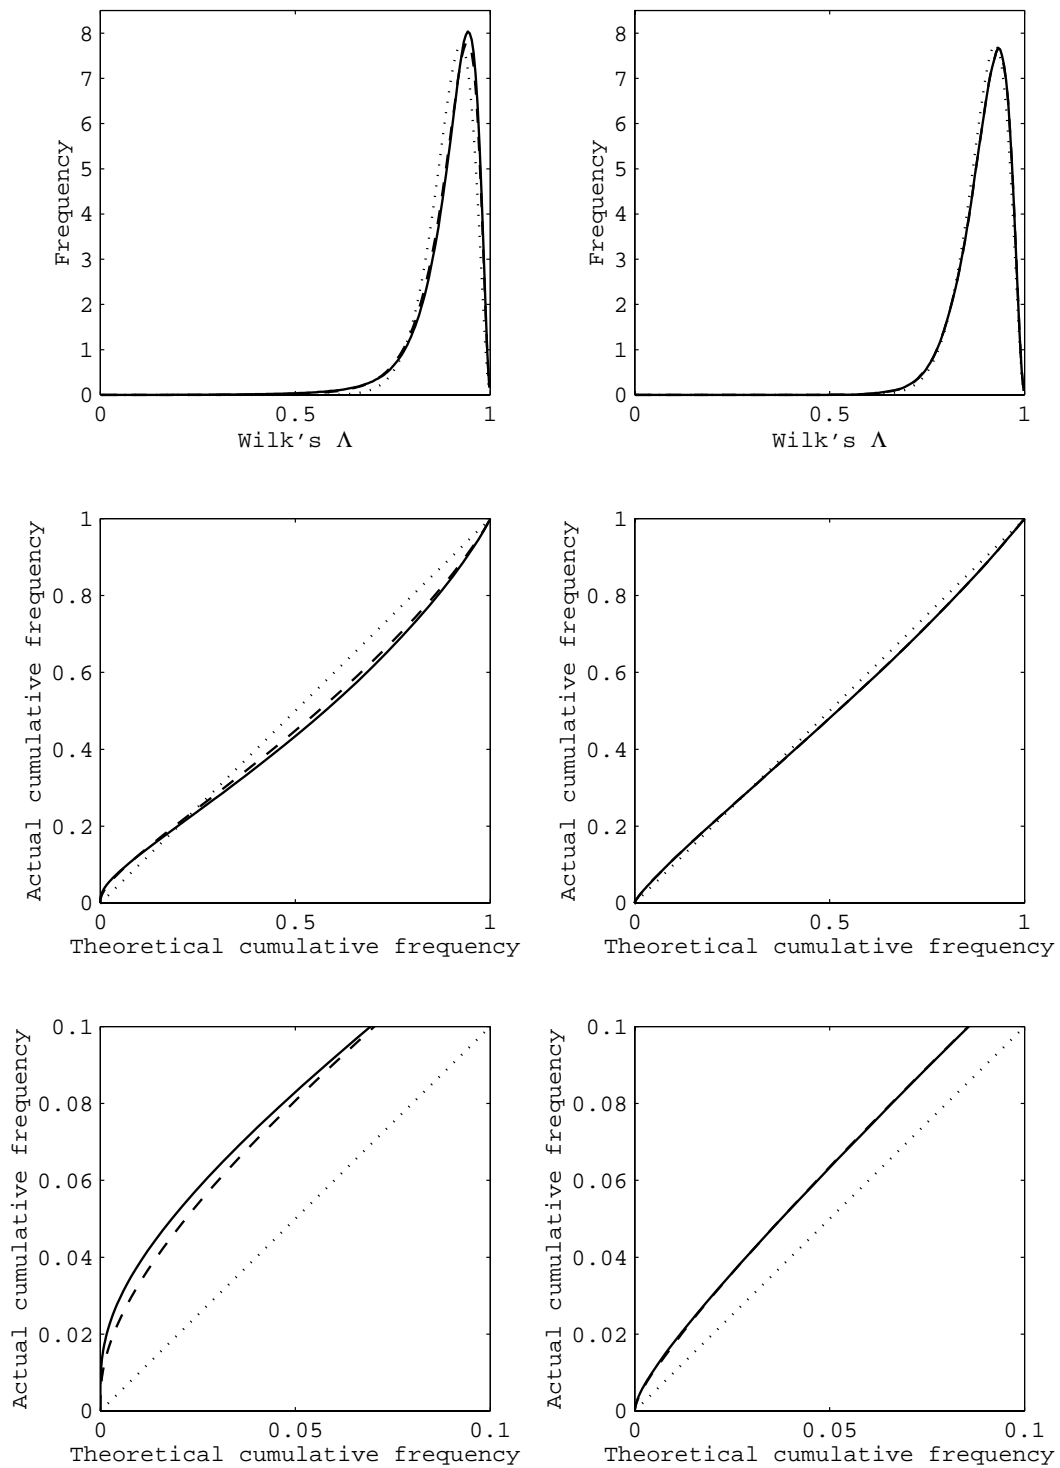 8
7
6
5
4
3
2
1
0
0 0.5 1
Frequency
Wilk's Λ
8
7
6
5
4
3
2
1
0
0 0.5 1
Frequency
Wilk's Λ
1
0.8
0.6
0.4
0.2
0
0 0.5 1
Actual cumulative frequency
Theoretical cumulative frequency
1
0.8
0.6
0.4
0.2
0
0 0.5 1
Actual cumulative frequency
Theoretical cumulative frequency
0.1
0.08
0.06
0.04
0.02
0
0 0.05 0.1
Actual cumulative frequency
Theoretical cumulative frequency
0.1
0.08
0.06
0.04
0.02
0
0 0.05 0.1
Actual cumulative frequency
Theoretical cumulative frequency